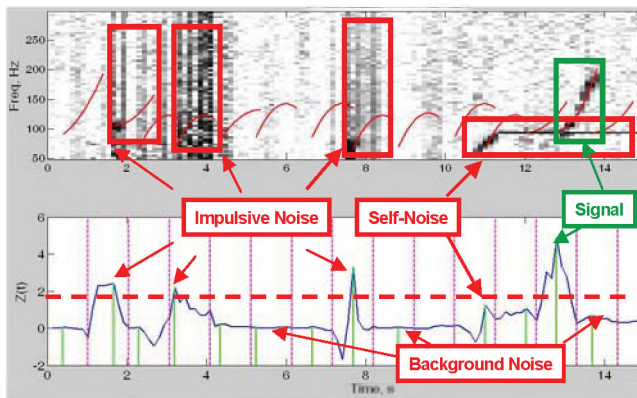 Freq, Hz
250
200
150
100
50
0 2 4 6 8 10 12 14
Impulsive Noise
Self-Noise
Signal
Z(t)
6
4
2
0
-2
Background Noise
0 2 4 6 8 10 12 14
Time, s